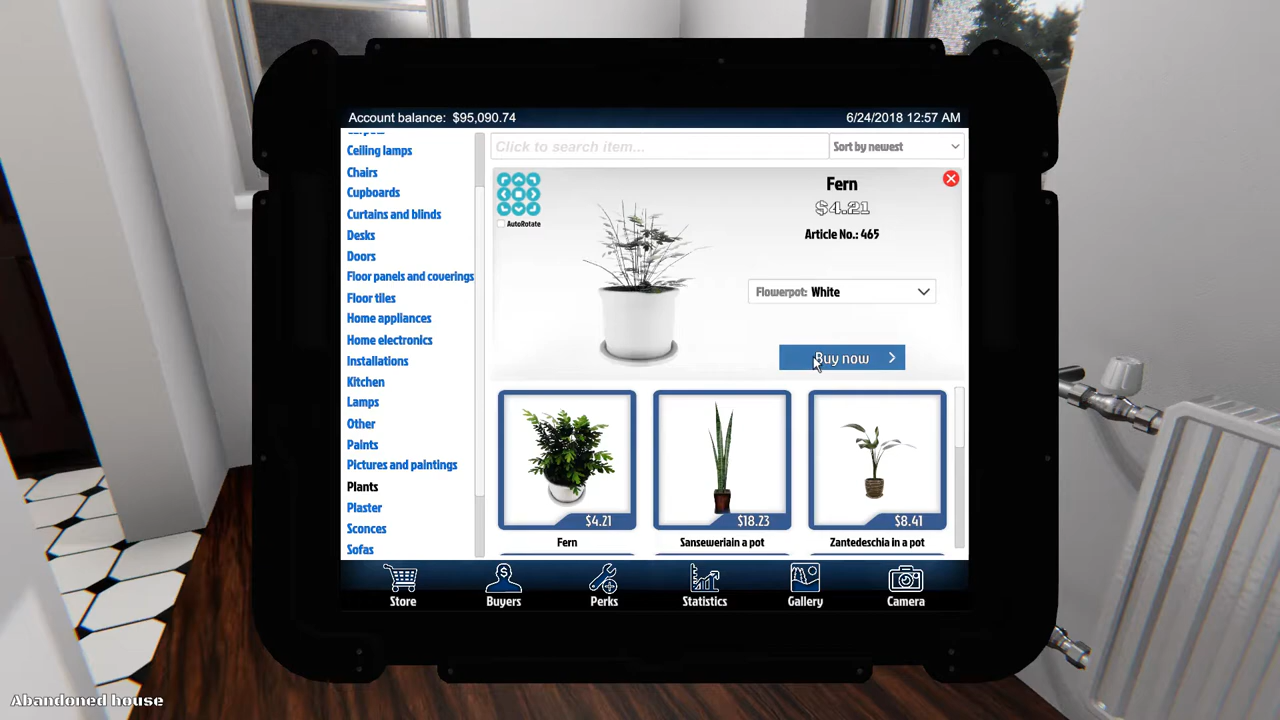 Account balance: $95,090.74
6/24/2018 12:57 AM
Carpets
Ceiling lamps
Chairs
Cupboards
Curtains and blinds
Desks
Doors
Floor panels and coverings
Floor tiles
Home appliances
Home electronics
Installations
Kitchen
Lamps
Other
Paints
Pictures and paintings
Plants
Plaster
Sconces
Sofas
Click to search item...
Sort by newest
AutoRotate
Fern
$4.21
Article No.: 465
Flowerpot: White
Buy now
$4.21
$18.23
$8.41
Fern
Sanseweriain a pot
Zantedeschia in a pot
Store
Buyers
Perks
Statistics
Gallery
Camera
Abandoned house